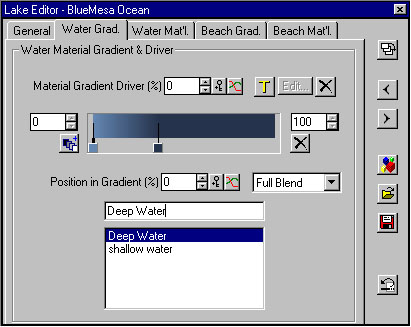 Lake Editor - BlueMesa Ocean
General Water Grad. Water Mat'l. Beach Grad. Beach Mat'l.
Water Material Gradient & Driver
Material Gradient Driver (%) 0 T Edit...
0 100
Position in Gradient (%) 0 Full Blend
Deep Water
Deep Water
shallow water